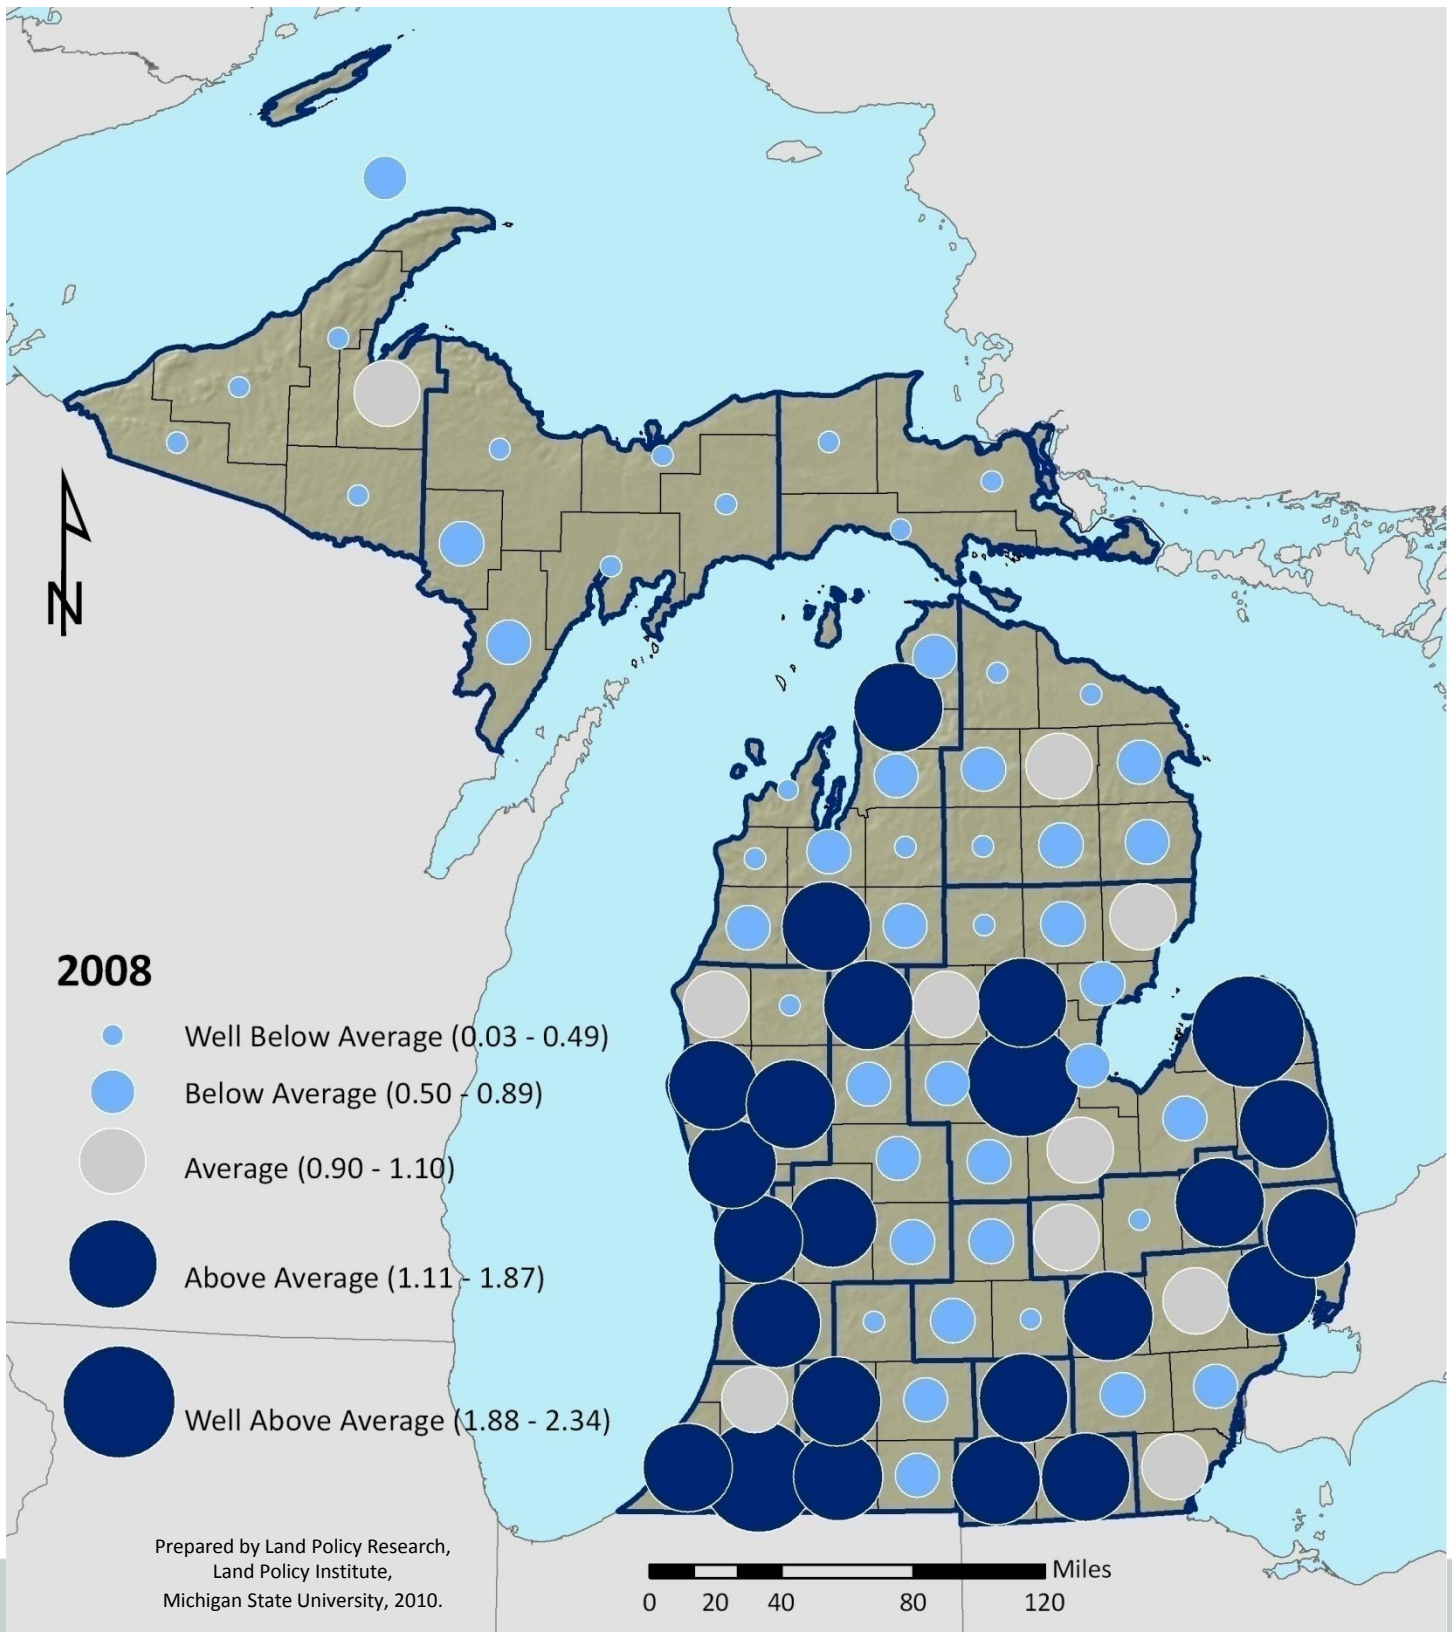 N
2008
Well Below Average (0.03 - 0.49)
Below Average (0.50 - 0.89)
Average (0.90 - 1.10)
Above Average (1.11 - 1.87)
Well Above Average (1.88 - 2.34)
Prepared by Land Policy Research,
Land Policy Institute,
Michigan State University, 2010.
Miles
0 20 40 80 120